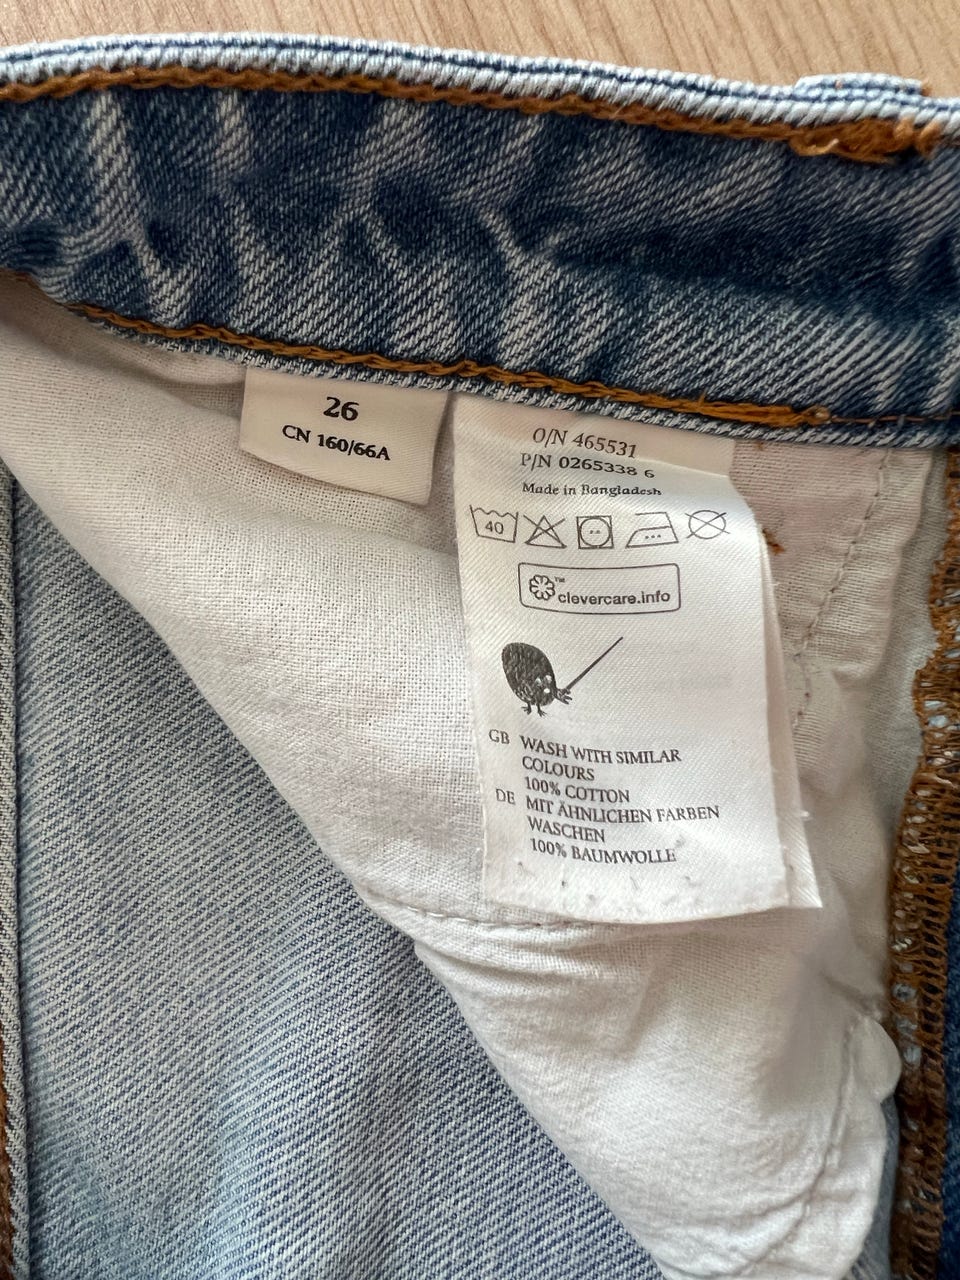 26
CN 160/66A
O/N 465531
P/N 0265338 6
Made in Bangladesh
40
clevercare.info
TM
GB WASH WITH SIMILAR
COLOURS
100% COTTON
DE MIT ÄHNLICHEN FARBEN
WASCHEN
100% BAUMWOLLE